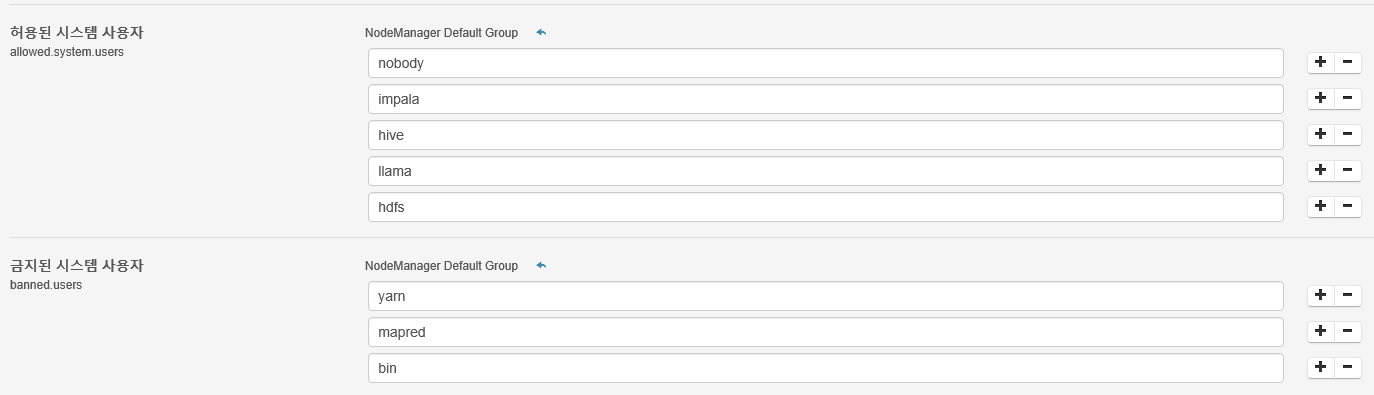 허용된 시스템 사용자
allowed.system.users
NodeManager Default Group
nobody
impala
hive
llama
hdfs
금지된 시스템 사용자
banned.users
NodeManager Default Group
yarn
mapred
bin